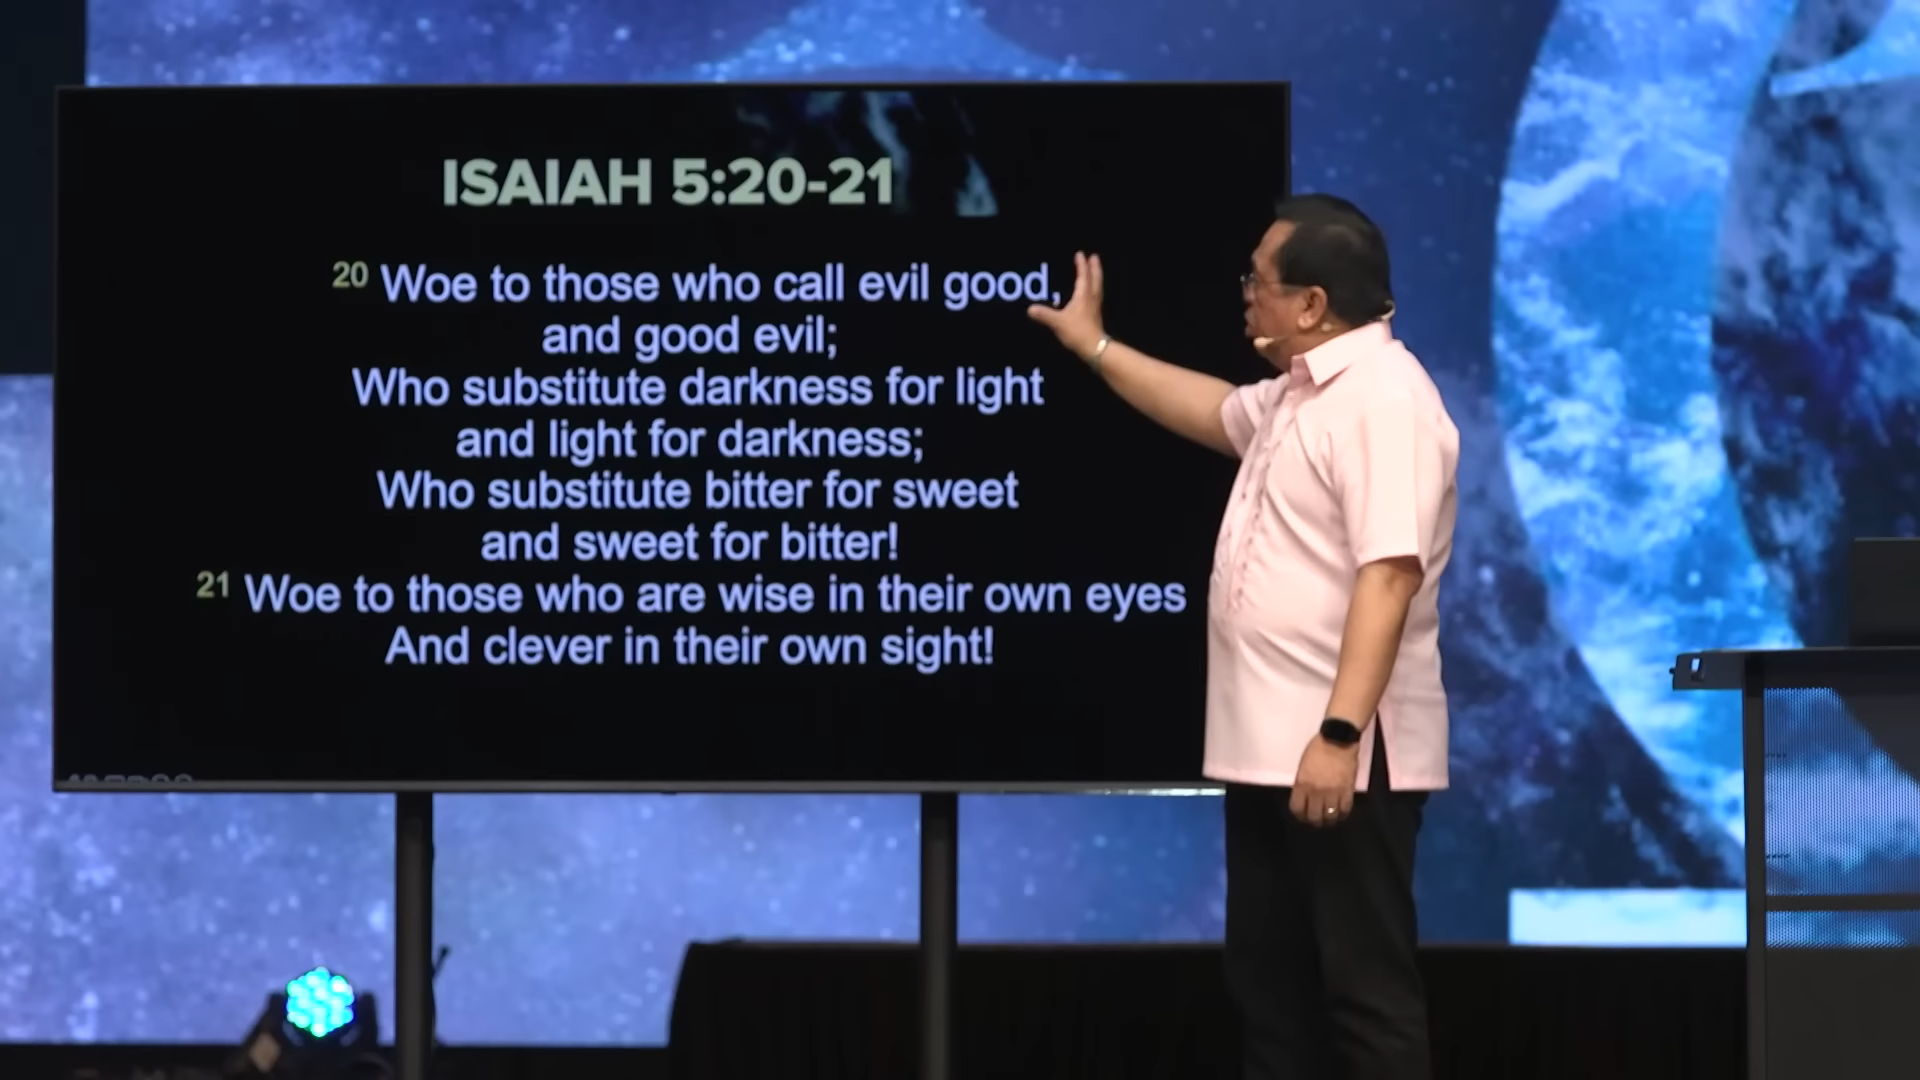 ISAIAH 5:20-21
20 Woe to those who call evil good,
and good evil;
Who substitute darkness for light
and light for darkness;
Who substitute bitter for sweet
and sweet for bitter!
21 Woe to those who are wise in their own eyes
And clever in their own sight!